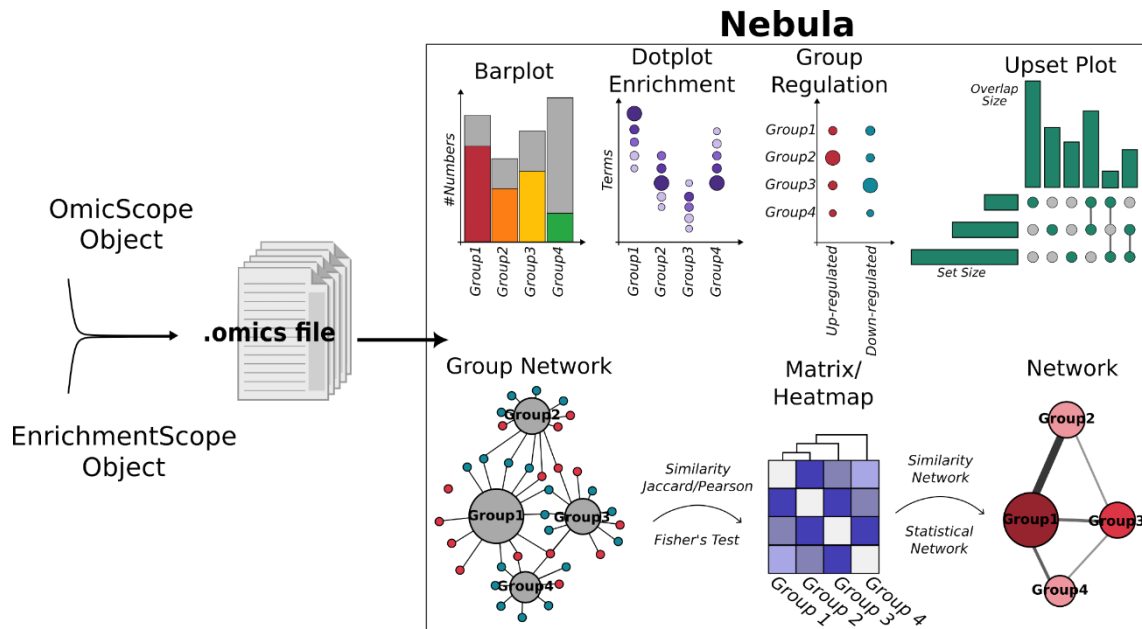 Nebula
OmicScope
Object
EnrichmentScope
Object
.omics file
Barplot
#Numbers
Group1
Group2
Group3
Group4
Dotplot
Enrichment
Terms
Group1
Group2
Group3
Group4
Group
Regulation
Group1
Group2
Group3
Group4
Up-regulated
Down-regulated
Upset Plot
Overlap
Size
Set Size
Group Network
Group2
Group1
Group3
Group4
Similarity
Jaccard/Pearson
Fisher's Test
Matrix/
Heatmap
Group 1
Group 2
Group 3
Group 4
Similarity
Network
Statistical
Network
Network
Group2
Group1
Group3
Group4